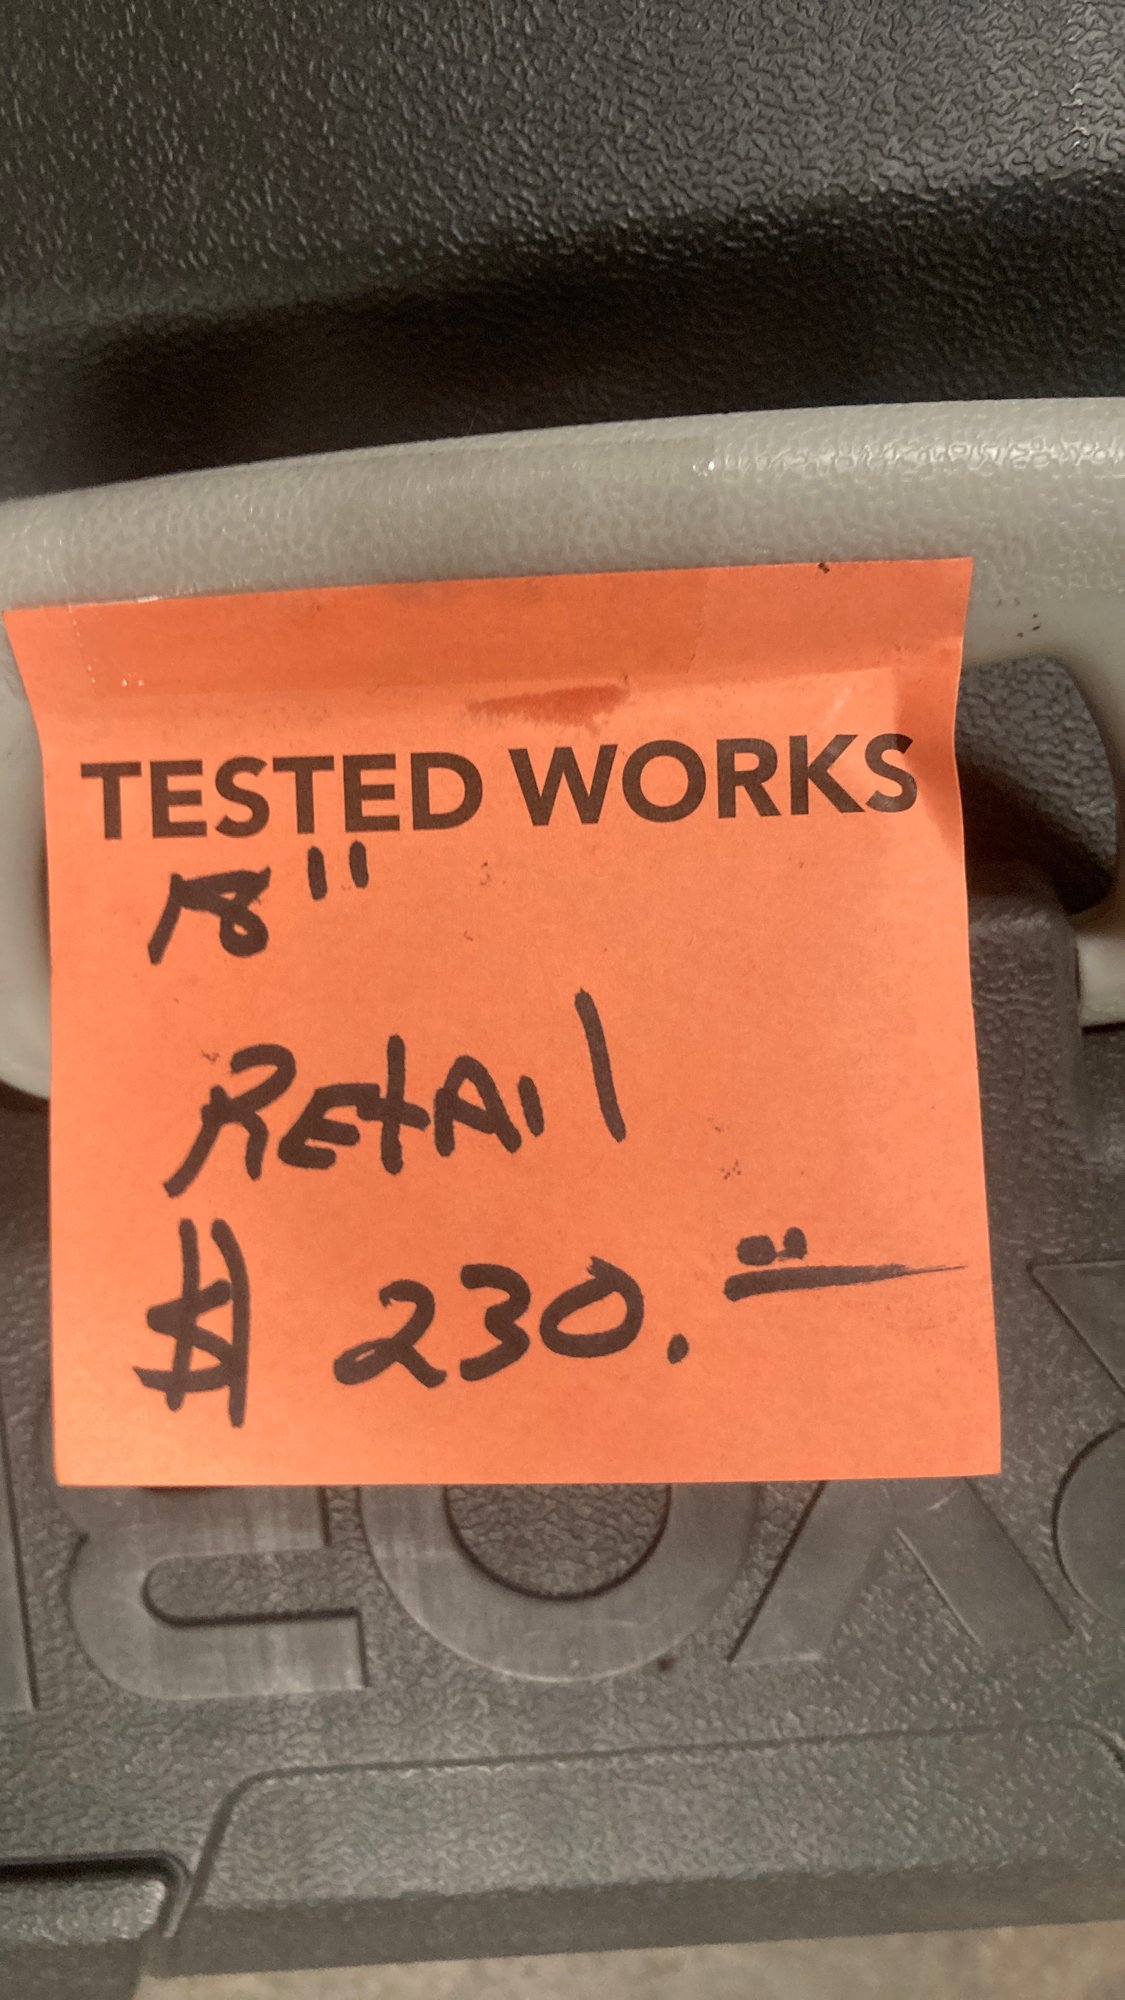 TESTED WORKS
18"
RETAIl
$ 230.00